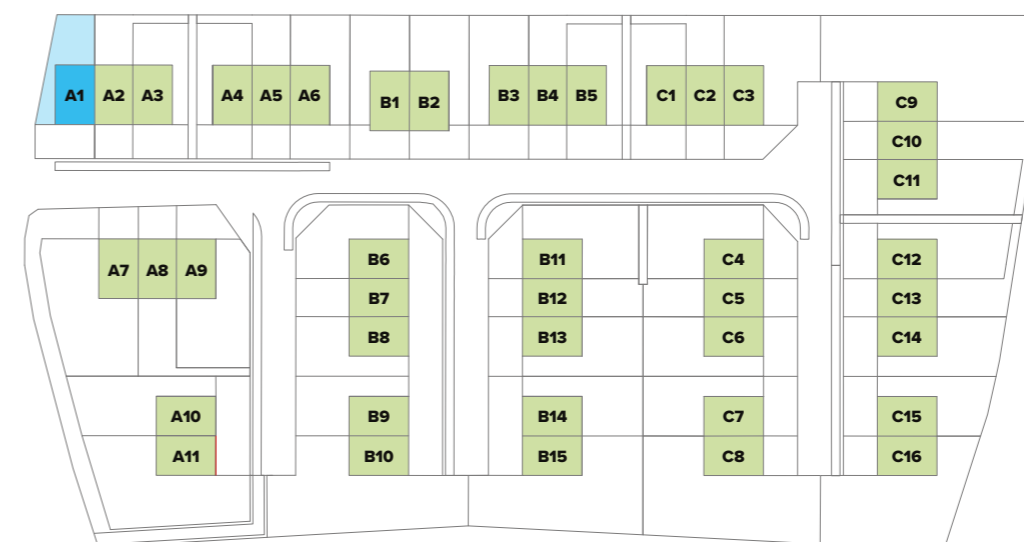 A1 A2 A3 A4 A5 A6 B1 B2 B3 B4 B5 C1 C2 C3 C9
C10
C11
A7 A8 A9 B6 B11 C4 C12
B7 B12 C5 C13
B8 B13 C6 C14
A10 B9 B14 C7 C15
A11 B10 B15 C8 C16